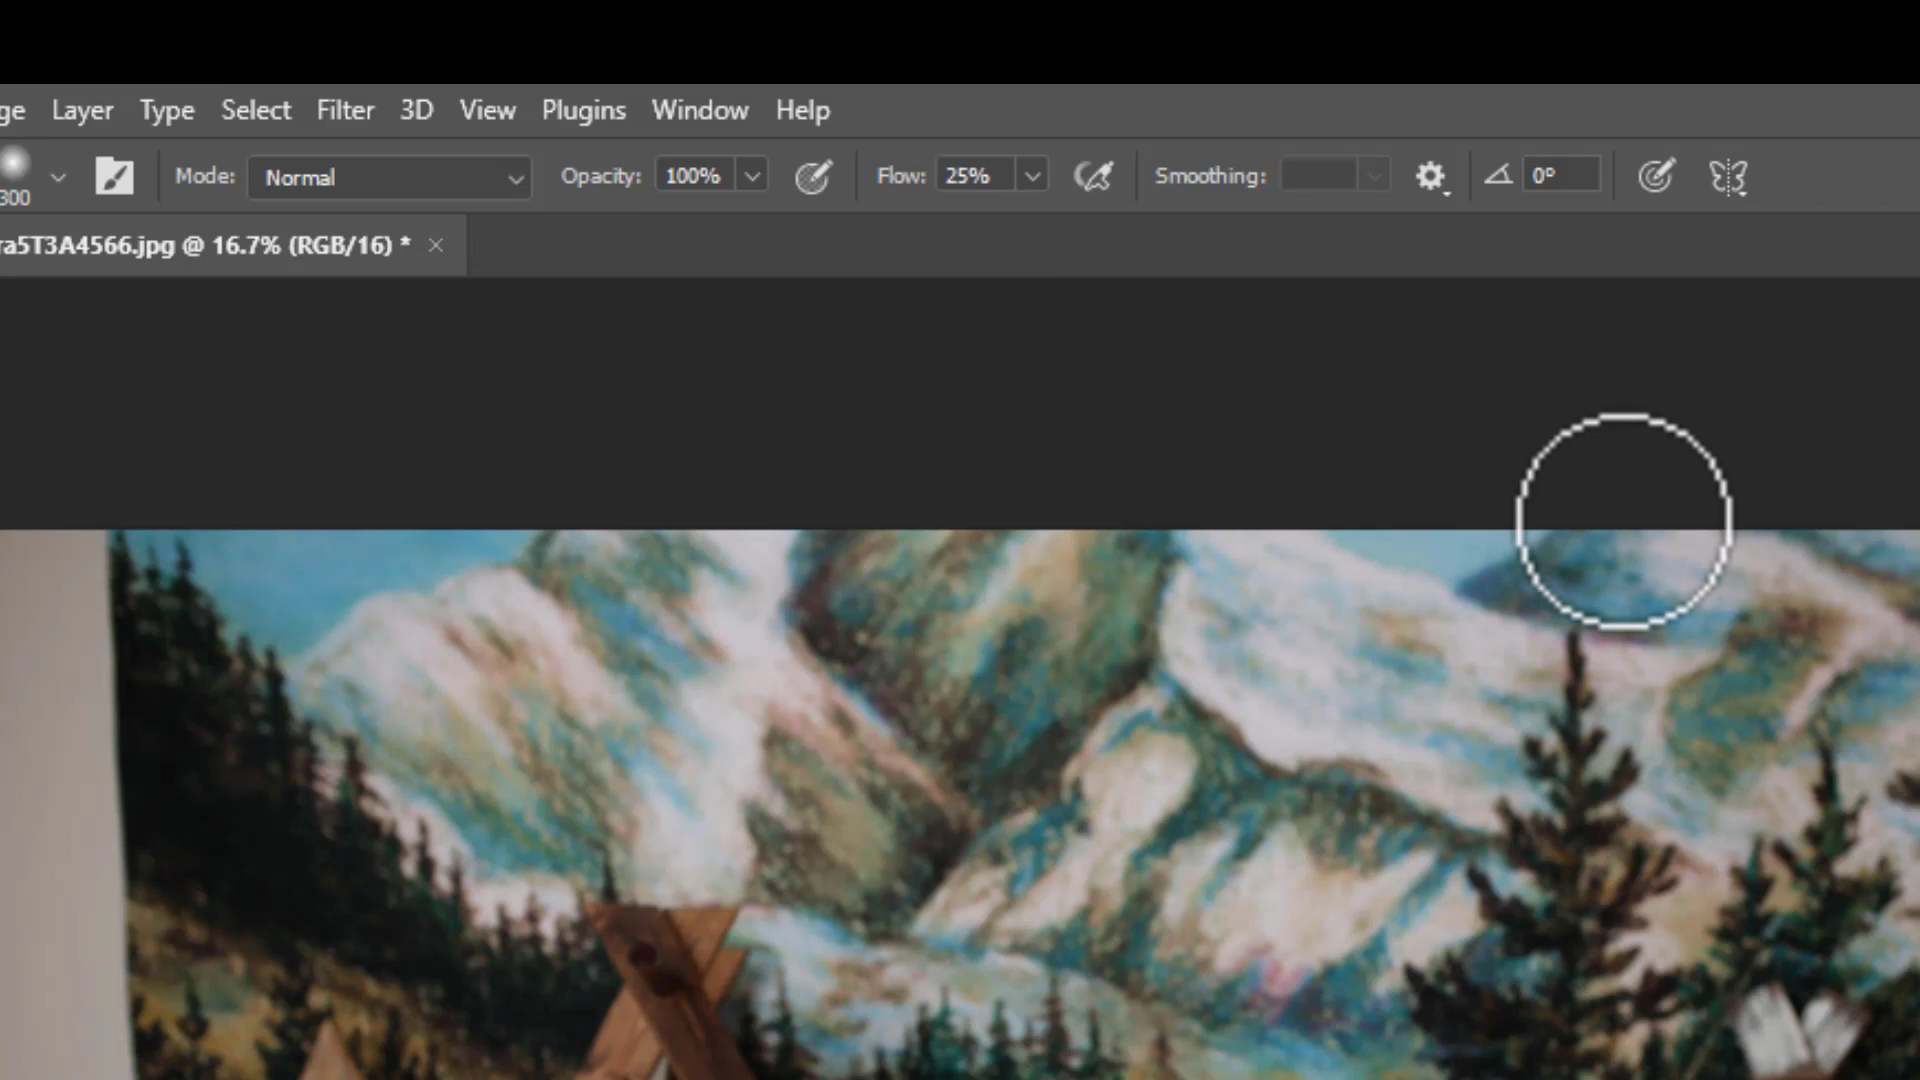 ge Layer Type Select Filter 3D View Plugins Window Help
300 Mode: Normal Opacity: 100% Flow: 25% Smoothing: 0°
ra5T3A4566.jpg @ 16.7% (RGB/16) *